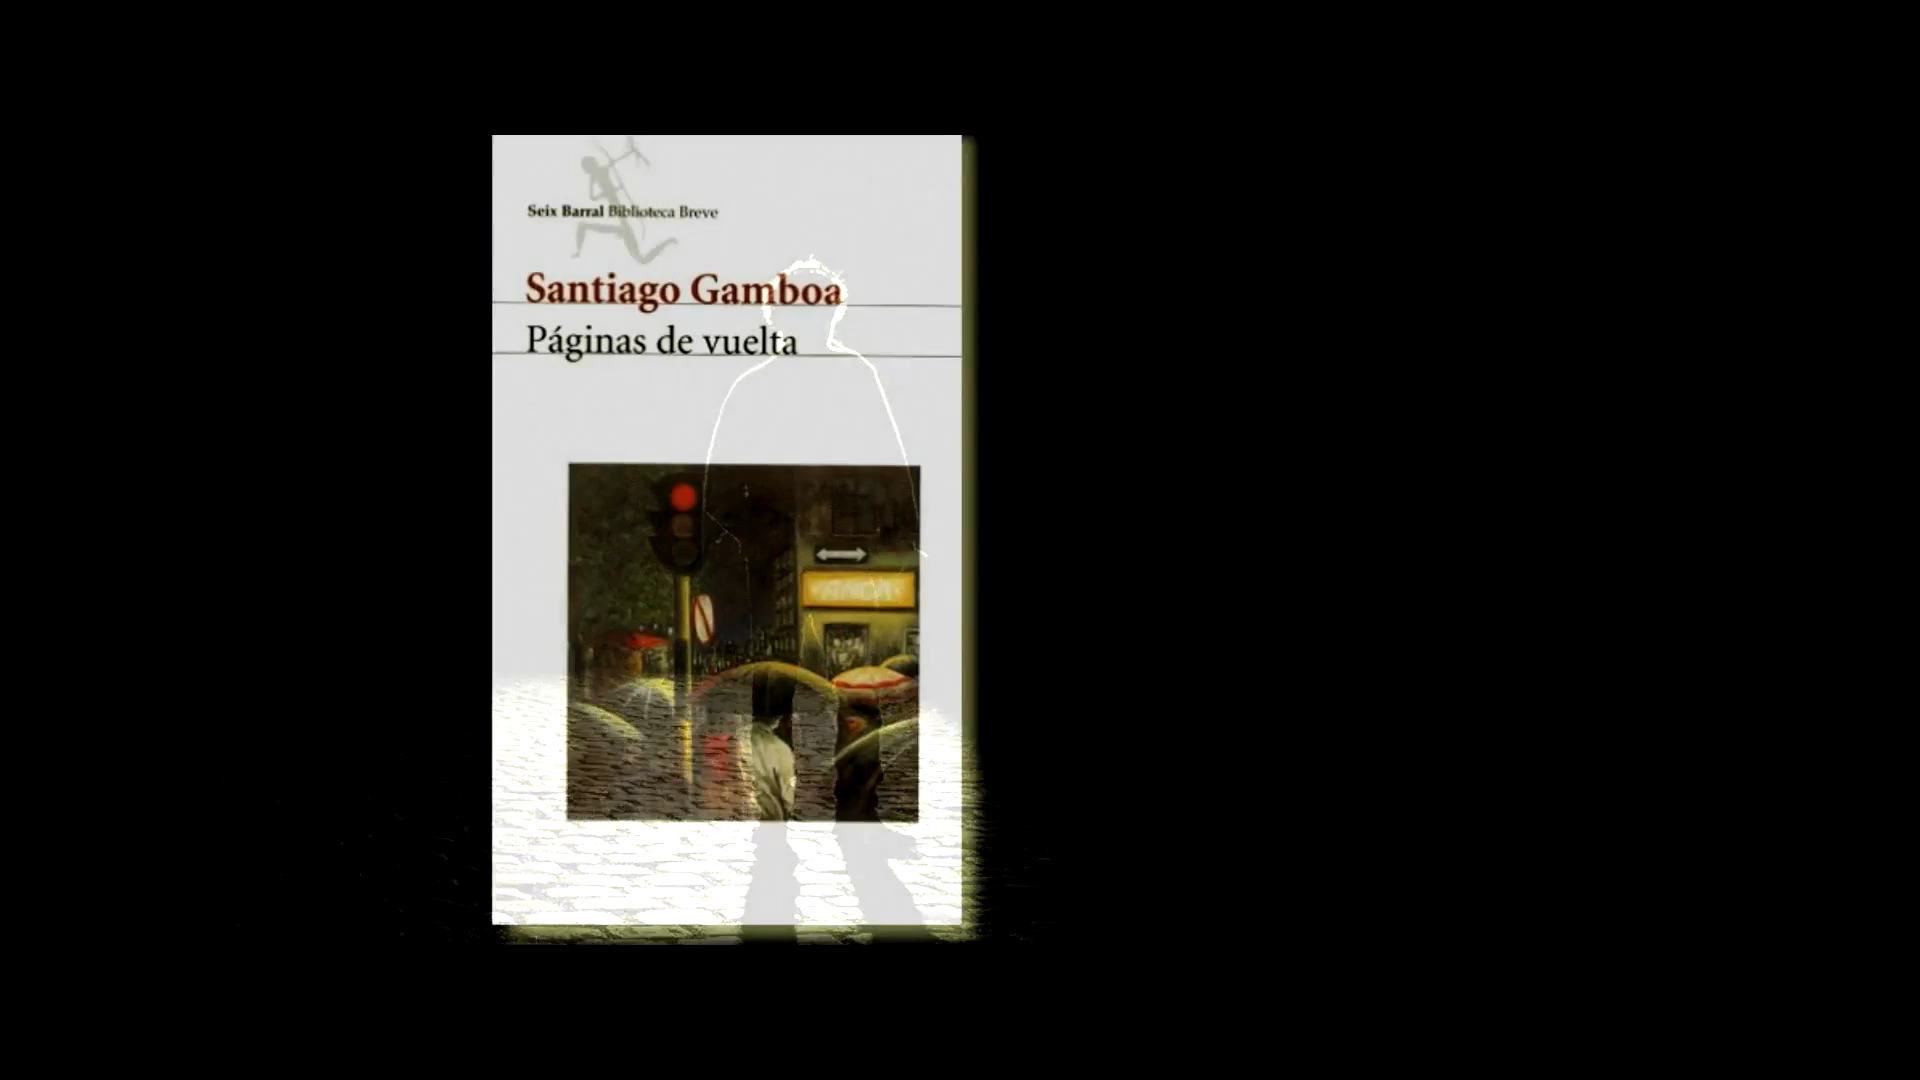 Seix Barral Biblioteca Breve
Santiago Gamboa
Páginas de vuelta